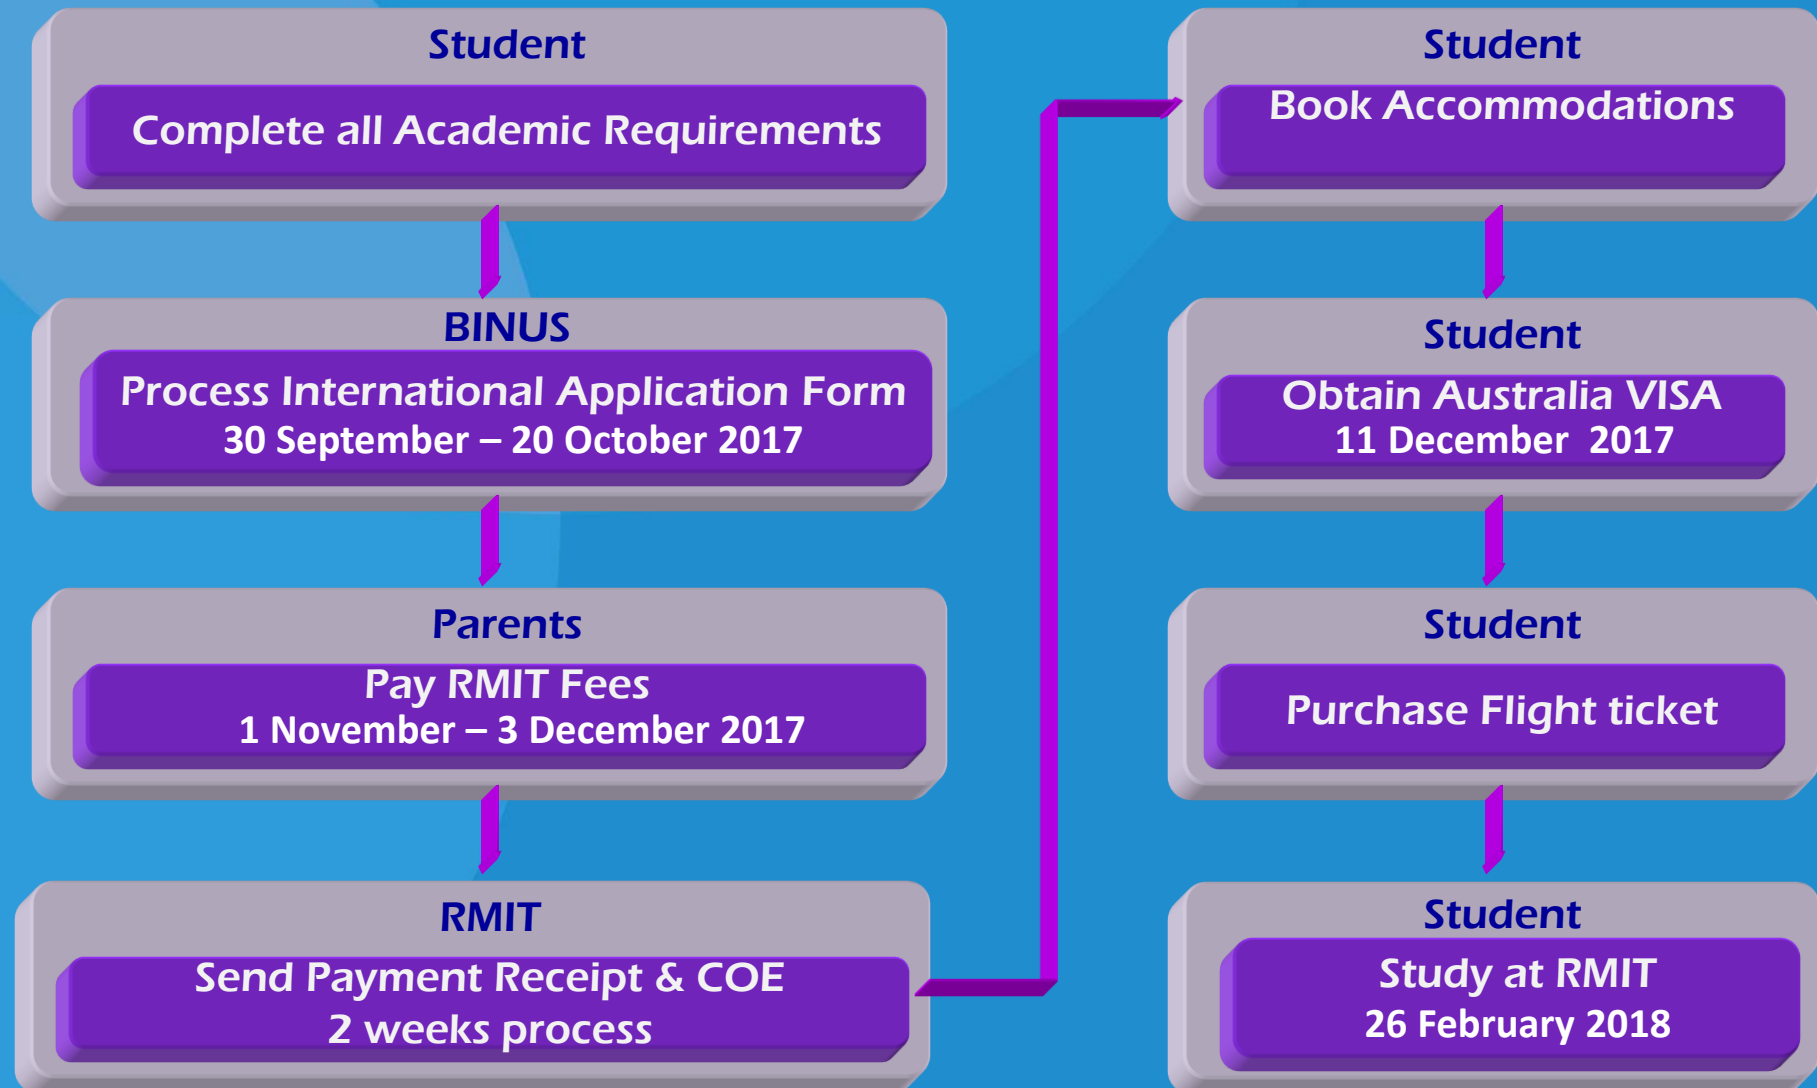 Student
Complete all Academic Requirements
BINUS
Process International Application Form
30 September – 20 October 2017
Parents
Pay RMIT Fees
1 November – 3 December 2017
RMIT
Send Payment Receipt & COE
2 weeks process
Student
Book Accommodations
Student
Obtain Australia VISA
11 December  2017
Student
Purchase Flight ticket
Student
Study at RMIT
26 February 2018